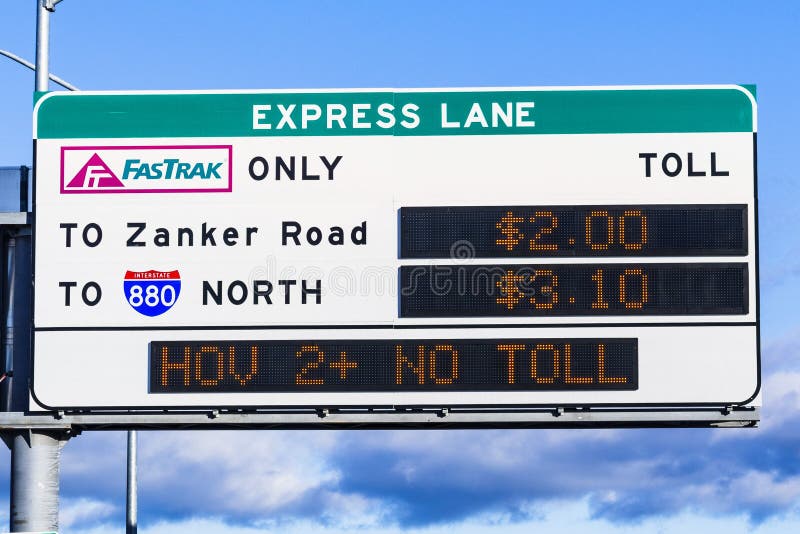 EXPRESS LANE
FT FASTRAK ONLY TOLL
TO Zanker Road $2.00
TO INTERSTATE 880 NORTH $3.10
HOV 2+ NO TOLL